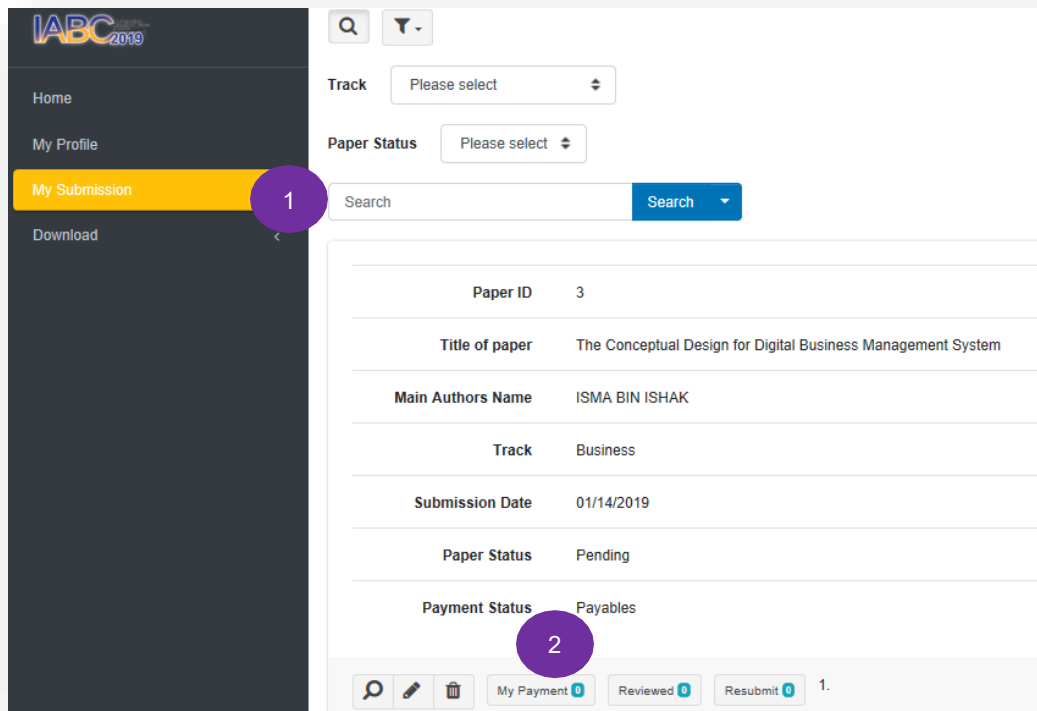 IABC 2019
Track Please select
Home
My Profile
Paper Status Please select
My Submission
1
Search Search
Download
Paper ID 3
Title of paper The Conceptual Design for Digital Business Management System
Main Authors Name ISMA BIN ISHAK
Track Business
Submission Date 01/14/2019
Paper Status Pending
Payment Status Payables
2
My Payment 0 Reviewed 0 Resubmit 0 1.